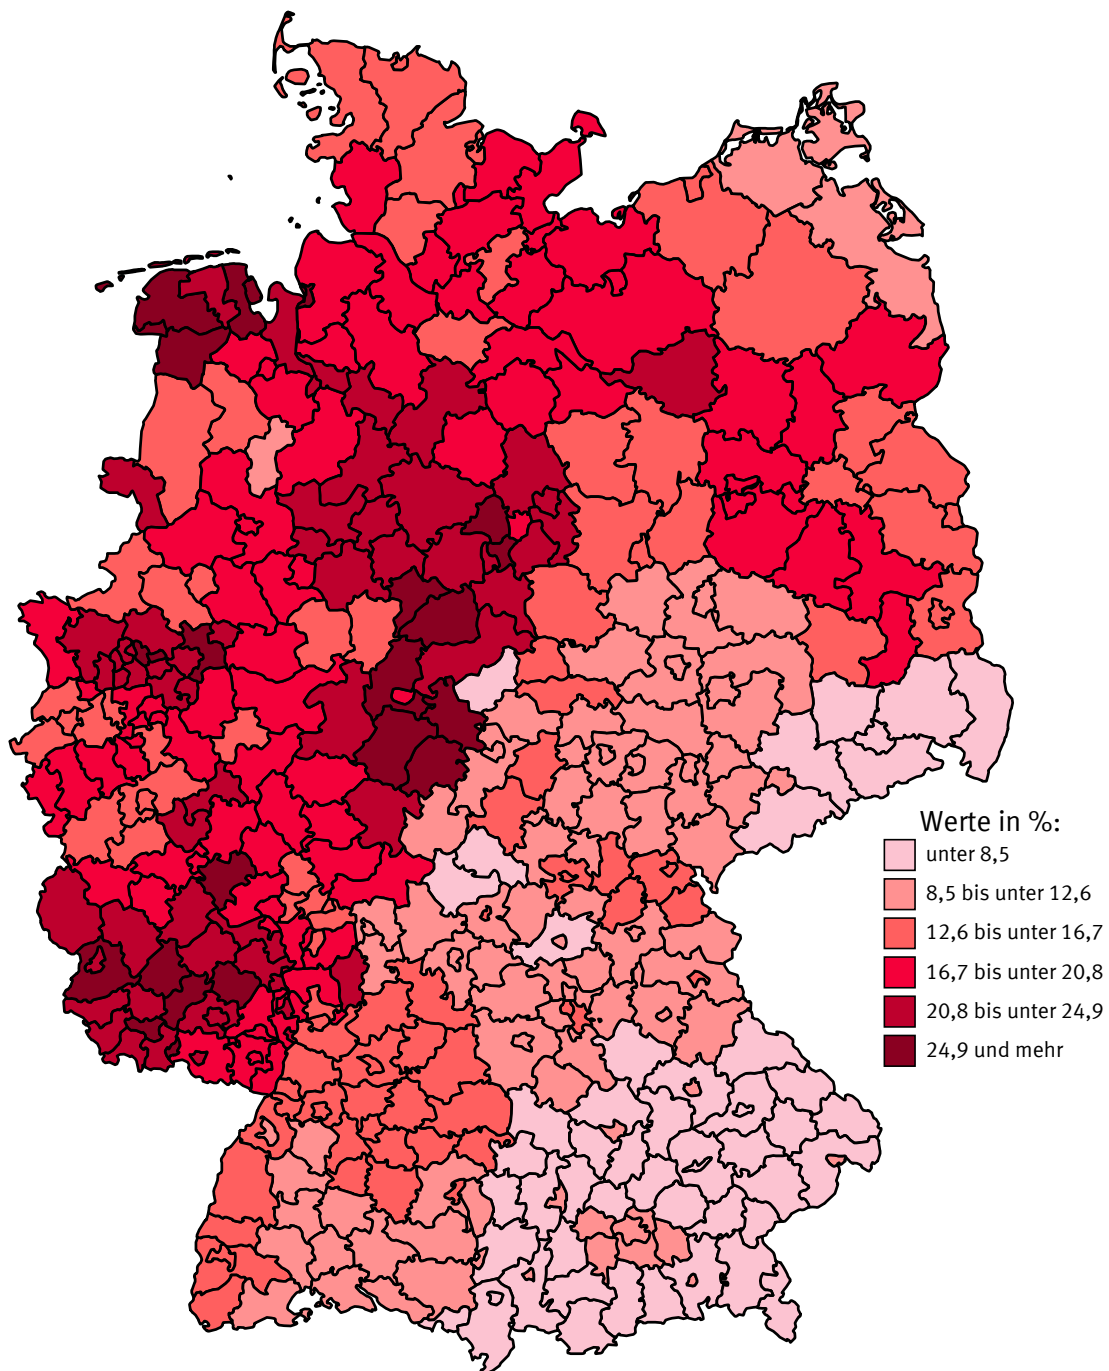 Werte in %:
unter 8,5
8,5 bis unter 12,6
12,6 bis unter 16,7
16,7 bis unter 20,8
20,8 bis unter 24,9
24,9 und mehr